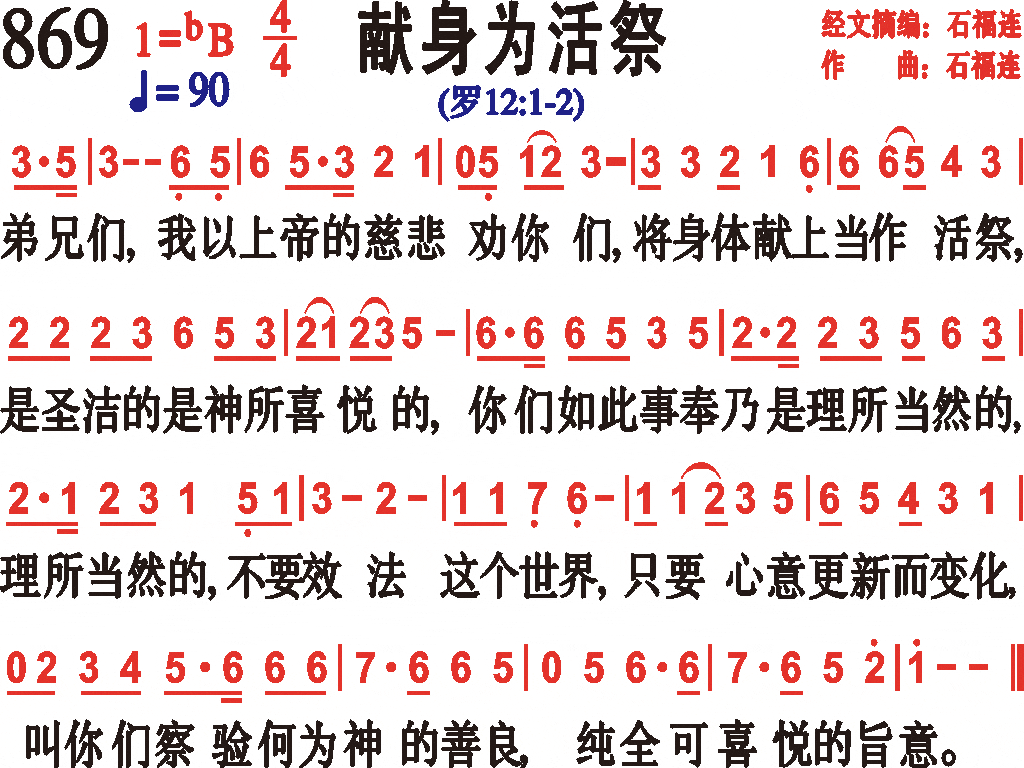 869 1=ᵇB 4/4 献身为活祭 经文摘编：石福连
♩=90 (罗12:1-2) 作 曲：石福连
3·5|3--6 5|6 5·3 2 1|05 12 3-|3 3 2 1 6|6 65 4 3|
弟兄们, 我以上帝的慈悲 劝你 们, 将身体献上当作 活祭,
2 2 2 3 6 5 3|21 23 5 -|6·6 6 5 3 5|2·2 2 3 5 6 3|
是圣洁的是神所喜 悦 的, 你们如此事奉乃是理所当然的,
2·1 2 3 1 5 1|3-2-|1 1 7 6-|1 1 2 3 5|6 5 4 3 1|
理所当然的, 不要效 法 这个世界, 只要 心意更新而变化,
0 2 3 4 5·6 6 6|7·6 6 5|0 5 6·6|7·6 5 2|1--‖
叫你们察 验何为神 的善良, 纯全可喜 悦的旨意。